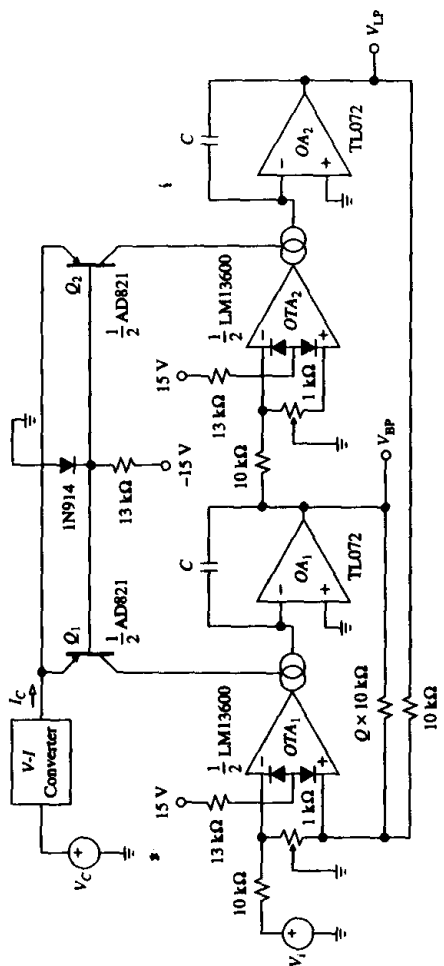 V_C
V-I
Converter
I_C
Q_1
1/2 AD821
1N914
13 kΩ
−15 V
Q_2
1/2 AD821
V_i
10 kΩ
15 V
13 kΩ
1/2 LM13600
OTA_1
1 kΩ
−
+
C
−
+
OA_1
TL072
V_BP
10 kΩ
15 V
13 kΩ
1/2 LM13600
OTA_2
1 kΩ
−
+
C
−
+
OA_2
TL072
V_LP
Q × 10 kΩ
10 kΩ